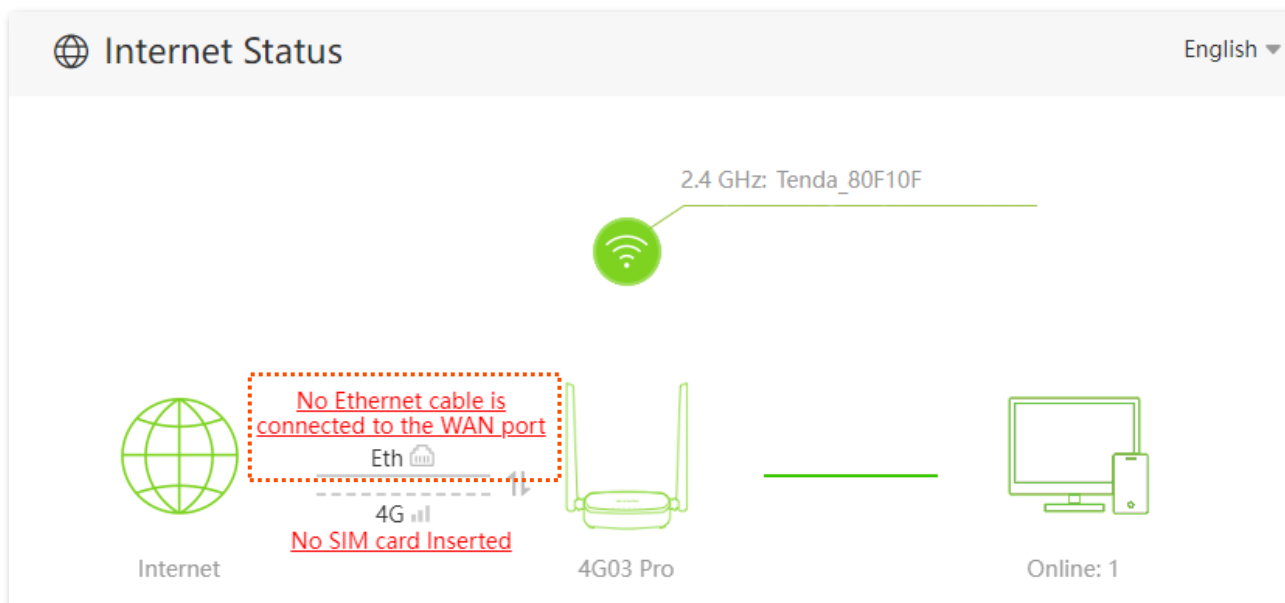 Internet Status
English
2.4 GHz: Tenda_80F10F
No Ethernet cable is
connected to the WAN port
Eth
4G
No SIM card Inserted
Internet
4G03 Pro
Online: 1